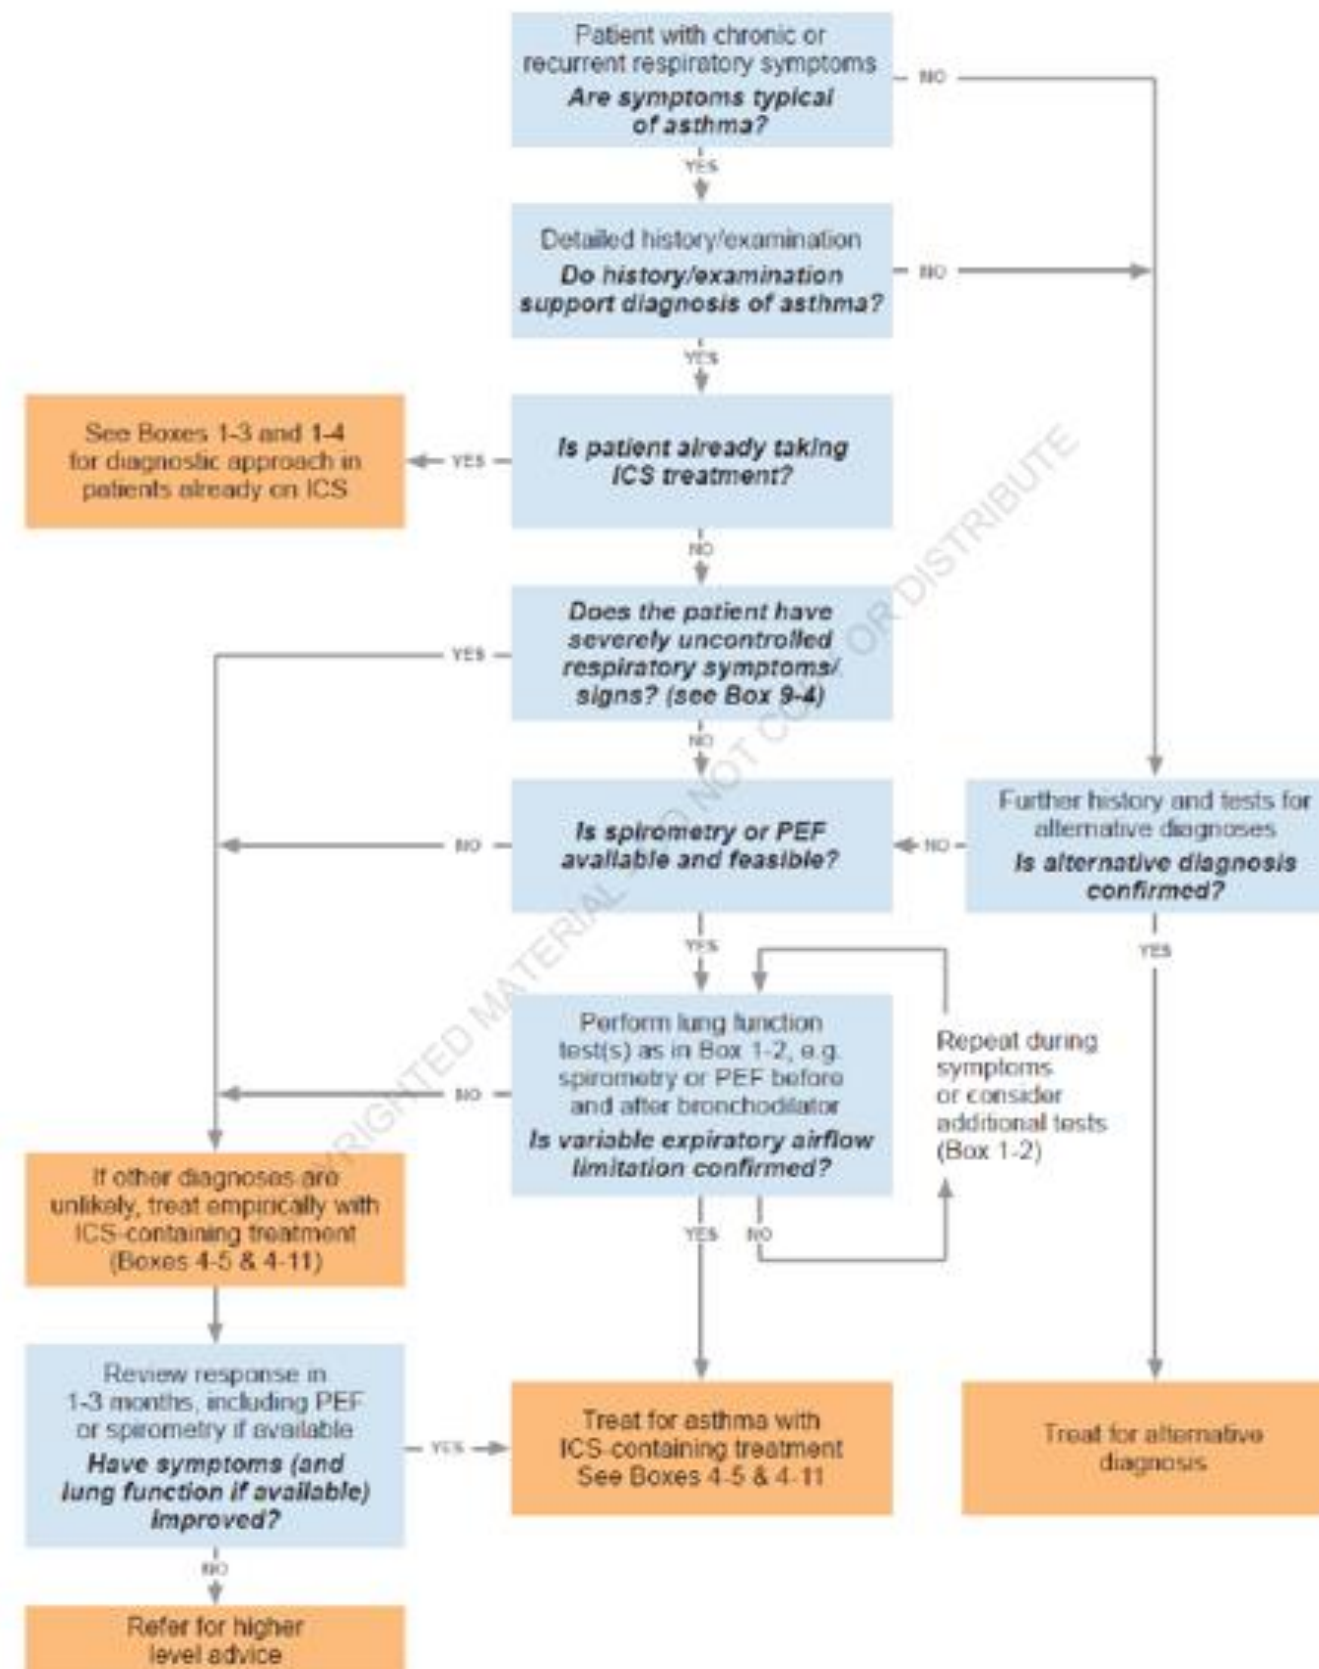 Patient with chronic or
recurrent respiratory symptoms
Are symptoms typical
of asthma?
NO
YES
Detailed history/examination
Do history/examination
support diagnosis of asthma?
NO
YES
See Boxes 1-3 and 1-4
for diagnostic approach in
patients already on ICS
YES
Is patient already taking
ICS treatment?
NO
Does the patient have
severely uncontrolled
respiratory symptoms/
signs? (see Box 9-4)
YES
NO
Is spirometry or PEF
available and feasible?
NO
NO
Further history and tests for
alternative diagnoses
Is alternative diagnosis
confirmed?
YES
YES
Perform lung function
test(s) as in Box 1-2, e.g.
spirometry or PEF before
and after bronchodilator
Is variable expiratory airflow
limitation confirmed?
NO
Repeat during
symptoms
or consider
additional tests
(Box 1-2)
YES
NO
If other diagnoses are
unlikely, treat empirically with
ICS-containing treatment
(Boxes 4-5 & 4-11)
Review response in
1-3 months, including PEF
or spirometry if available
Have symptoms (and
lung function if available)
improved?
YES
Treat for asthma with
ICS-containing treatment
See Boxes 4-5 & 4-11
Treat for alternative
diagnosis
NO
Refer for higher
level advice
MATERIAL NOT OR DISTRIBUTE